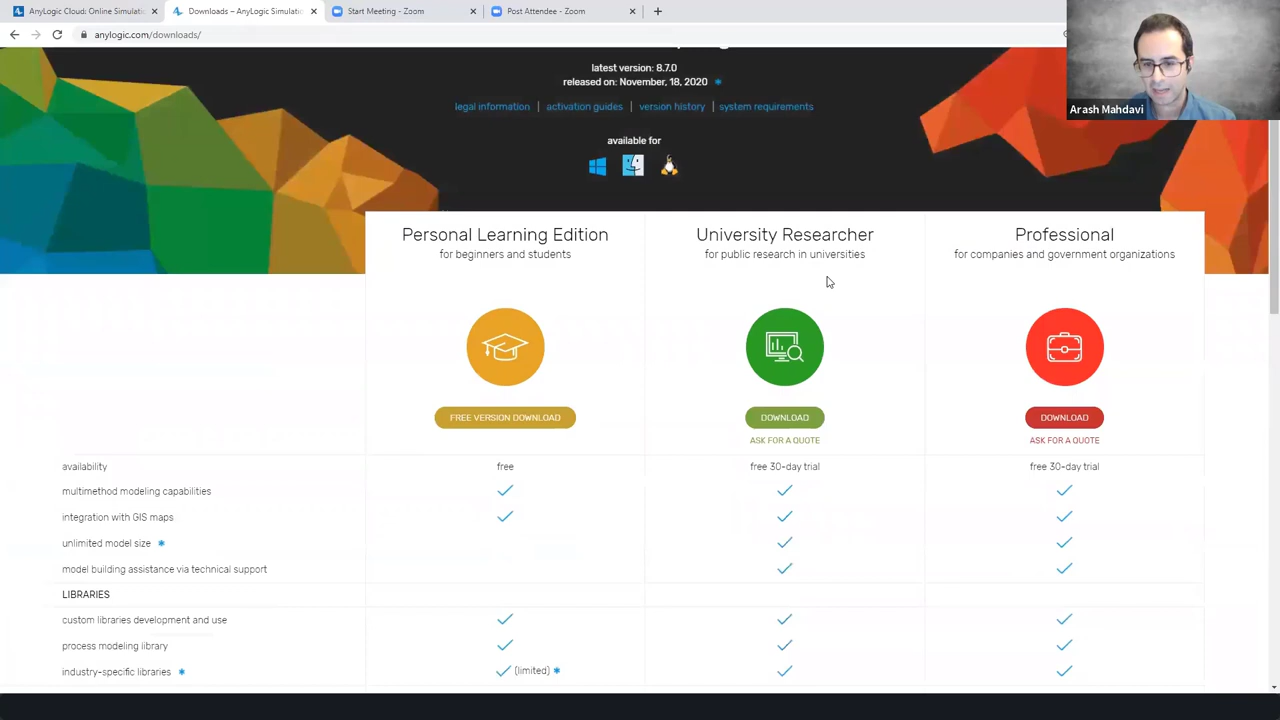 AnyLogic Cloud: Online Simulati
Downloads – AnyLogic Simulatio
Start Meeting - Zoom
Post Attendee - Zoom
anylogic.com/downloads/
Arash Mahdavi
latest version: 8.7.0
released on: November, 18, 2020 *
legal information | activation guides | version history | system requirements
available for
Personal Learning Edition
for beginners and students
University Researcher
for public research in universities
Professional
for companies and government organizations
FREE VERSION DOWNLOAD
DOWNLOAD
DOWNLOAD
ASK FOR A QUOTE
ASK FOR A QUOTE
availability free free 30-day trial free 30-day trial
multimethod modeling capabilities
integration with GIS maps
unlimited model size *
model building assistance via technical support
LIBRARIES
custom libraries development and use
process modeling library
industry-specific libraries * (limited) *